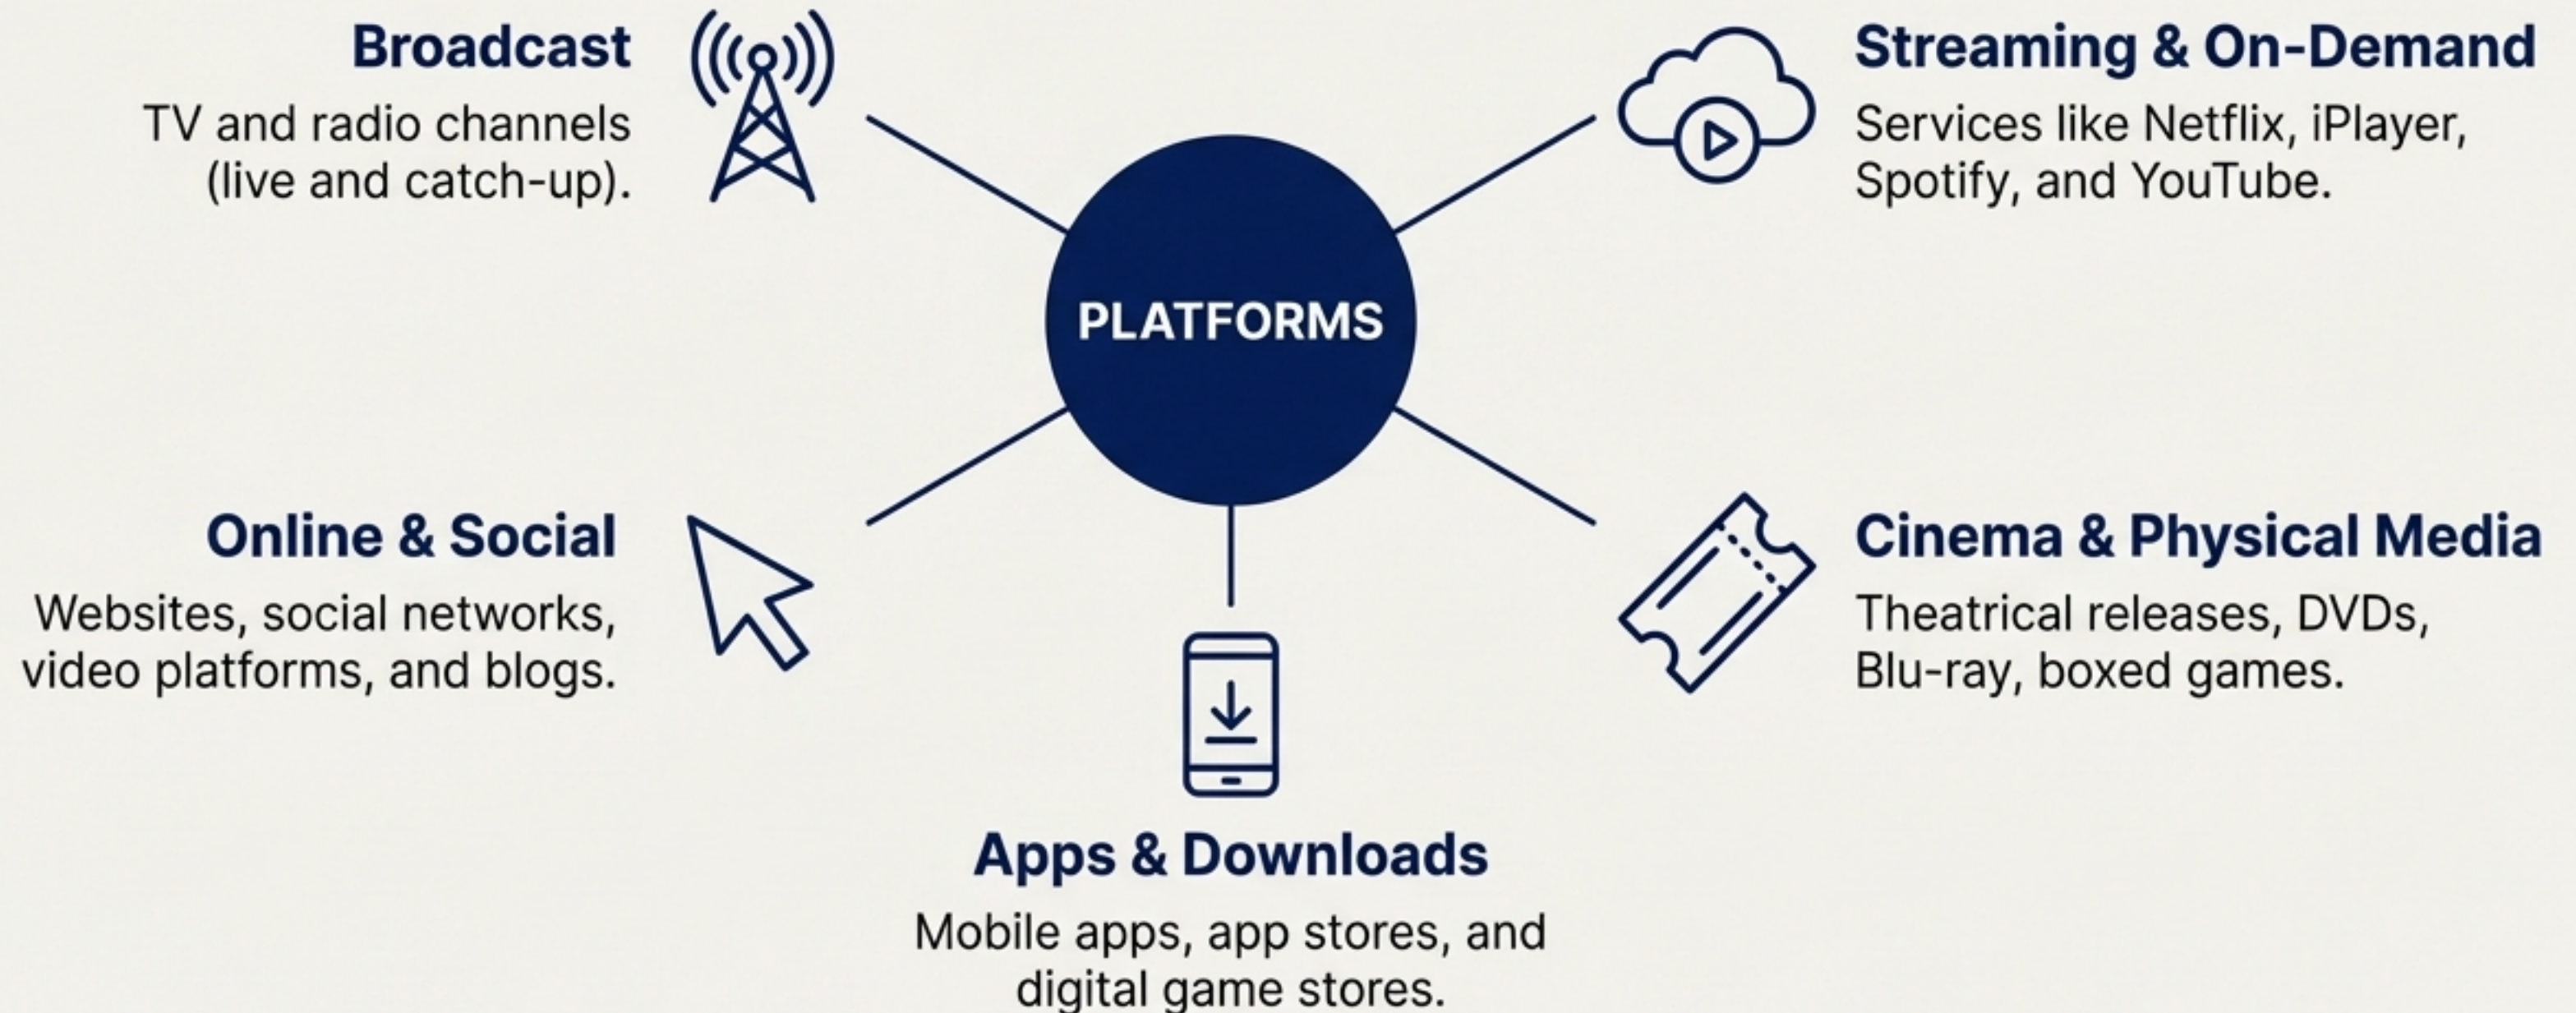 Broadcast
TV and radio channels
(live and catch-up).
Streaming & On-Demand
Services like Netflix, iPlayer,
Spotify, and YouTube.
PLATFORMS
Online & Social
Websites, social networks,
video platforms, and blogs.
Cinema & Physical Media
Theatrical releases, DVDs,
Blu-ray, boxed games.
Apps & Downloads
Mobile apps, app stores, and
digital game stores.